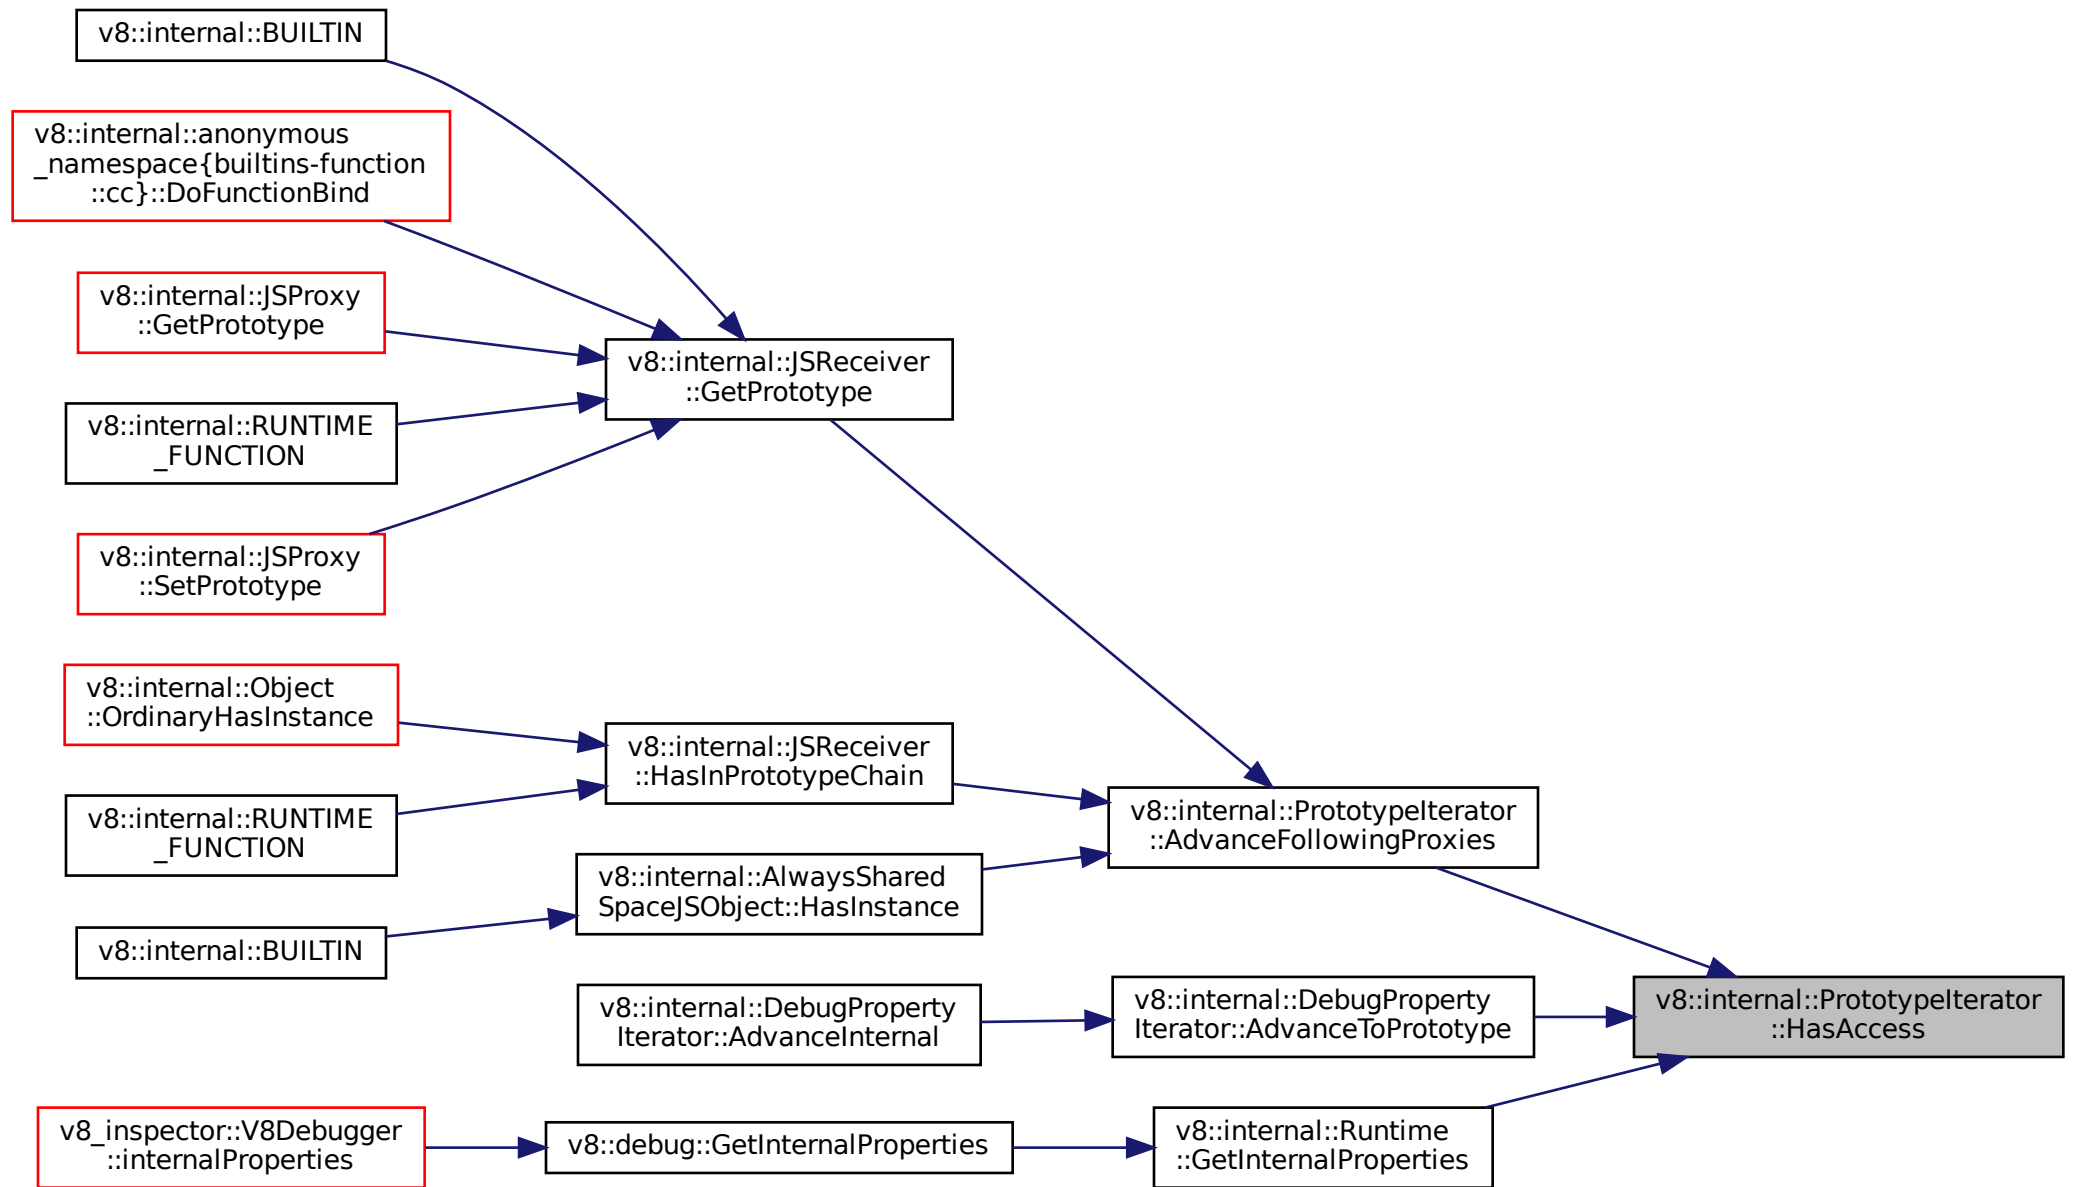 v8::internal::BUILTIN
v8::internal::anonymous
_namespace{builtins-function
::cc}::DoFunctionBind
v8::internal::JSProxy
::GetPrototype
v8::internal::RUNTIME
_FUNCTION
v8::internal::JSProxy
::SetPrototype
v8::internal::Object
::OrdinaryHasInstance
v8::internal::RUNTIME
_FUNCTION
v8::internal::BUILTIN
v8_inspector::V8Debugger
::internalProperties
v8::internal::JSReceiver
::GetPrototype
v8::internal::JSReceiver
::HasInPrototypeChain
v8::internal::AlwaysShared
SpaceJSObject::HasInstance
v8::internal::DebugProperty
Iterator::AdvanceInternal
v8::debug::GetInternalProperties
v8::internal::PrototypeIterator
::AdvanceFollowingProxies
v8::internal::DebugProperty
Iterator::AdvanceToPrototype
v8::internal::Runtime
::GetInternalProperties
v8::internal::PrototypeIterator
::HasAccess